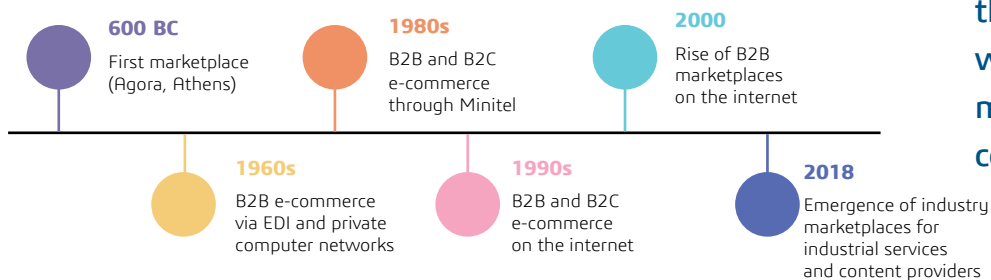 600 BC
First marketplace
(Agora, Athens)
1960s
B2B e-commerce
via EDI and private
computer networks
1980s
B2B and B2C
e-commerce
through Minitel
1990s
B2B and B2C
e-commerce
on the internet
2000
Rise of B2B
marketplaces
on the internet
2018
Emergence of industry
marketplaces for
industrial services
and content providers